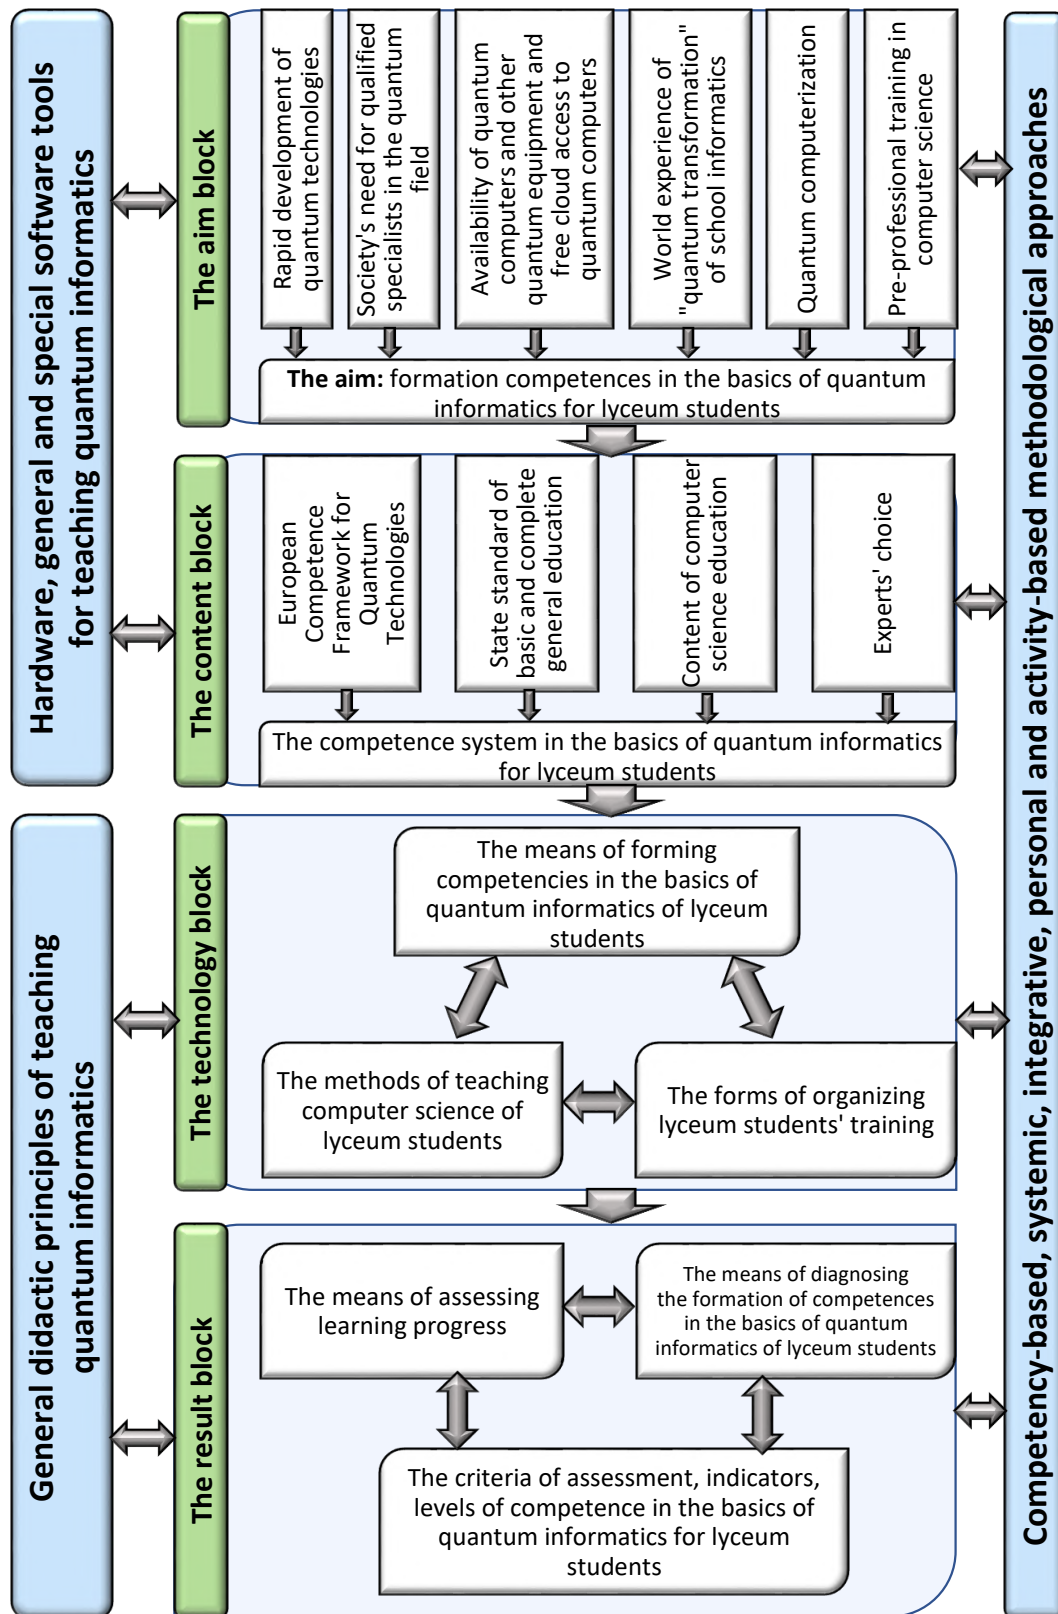 Hardware, general and special software tools
for teaching quantum informatics
The aim block
Rapid development of
quantum technologies
Society's need for qualified
specialists in the quantum
field
Availability of quantum
computers and other
quantum equipment and
free cloud access to
quantum computers
World experience of
"quantum transformation"
of school informatics
Quantum computerization
Pre-professional training in
computer science
The aim: formation competences in the basics of quantum
informatics for lyceum students
The content block
European
Competence
Framework for
Quantum
Technologies
State standard of
basic and complete
general education
Content of computer
science education
Experts' choice
The competence system in the basics of quantum informatics
for lyceum students
General didactic principles of teaching
quantum informatics
The technology block
The means of forming
competencies in the basics of
quantum informatics of lyceum
students
The methods of teaching
computer science of
lyceum students
The forms of organizing
lyceum students' training
The result block
The means of assessing
learning progress
The means of diagnosing
the formation of competences
in the basics of quantum
informatics of lyceum students
The criteria of assessment, indicators,
levels of competence in the basics of
quantum informatics for lyceum
students
Competency-based, systemic, integrative, personal and activity-based methodological approaches